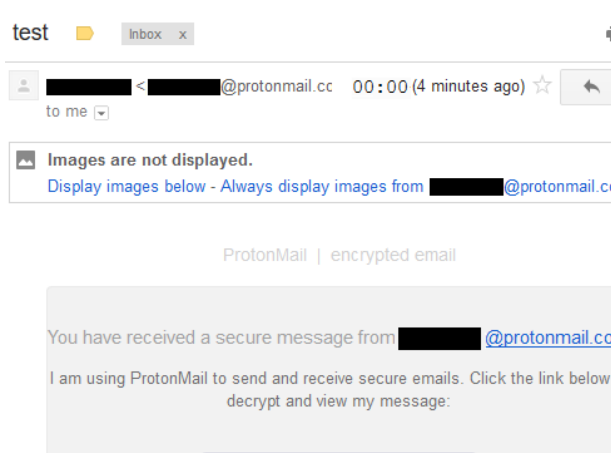 test Inbox x
< @protonmail.cc 00:00 (4 minutes ago)
to me
Images are not displayed.
Display images below - Always display images from @protonmail.co
ProtonMail | encrypted email
You have received a secure message from @protonmail.co
I am using ProtonMail to send and receive secure emails. Click the link below
decrypt and view my message: